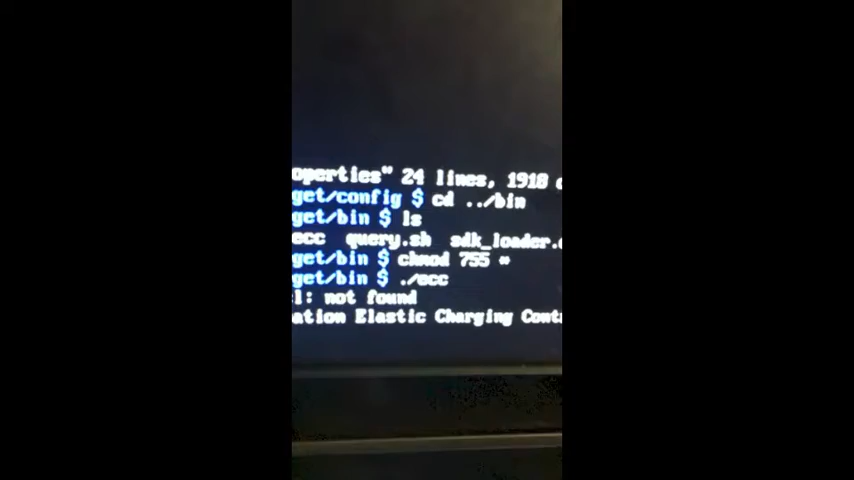 operties" 24 lines, 1918 c
get/config $ cd ../bin
get/bin $ ls
ecc query.sh sdk_loader.
get/bin $ chmod 755 *
get/bin $ ./ecc
l: not found
ation Elastic Charging Cont